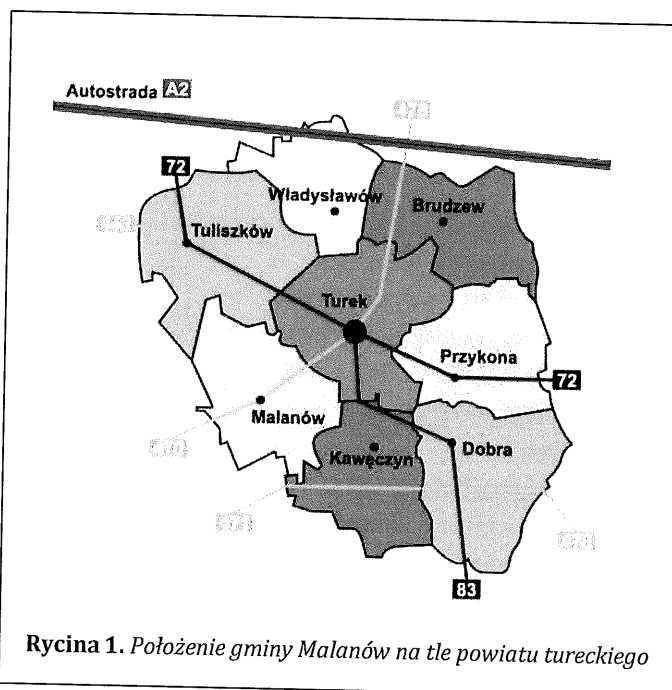 Autostrada A2
72
Władysławów
Brudzew
Tuliszków
Turek
Przykona
72
Malanów
Dobra
Kawęczyn
83
Rycina 1. Położenie gminy Malanów na tle powiatu tureckiego